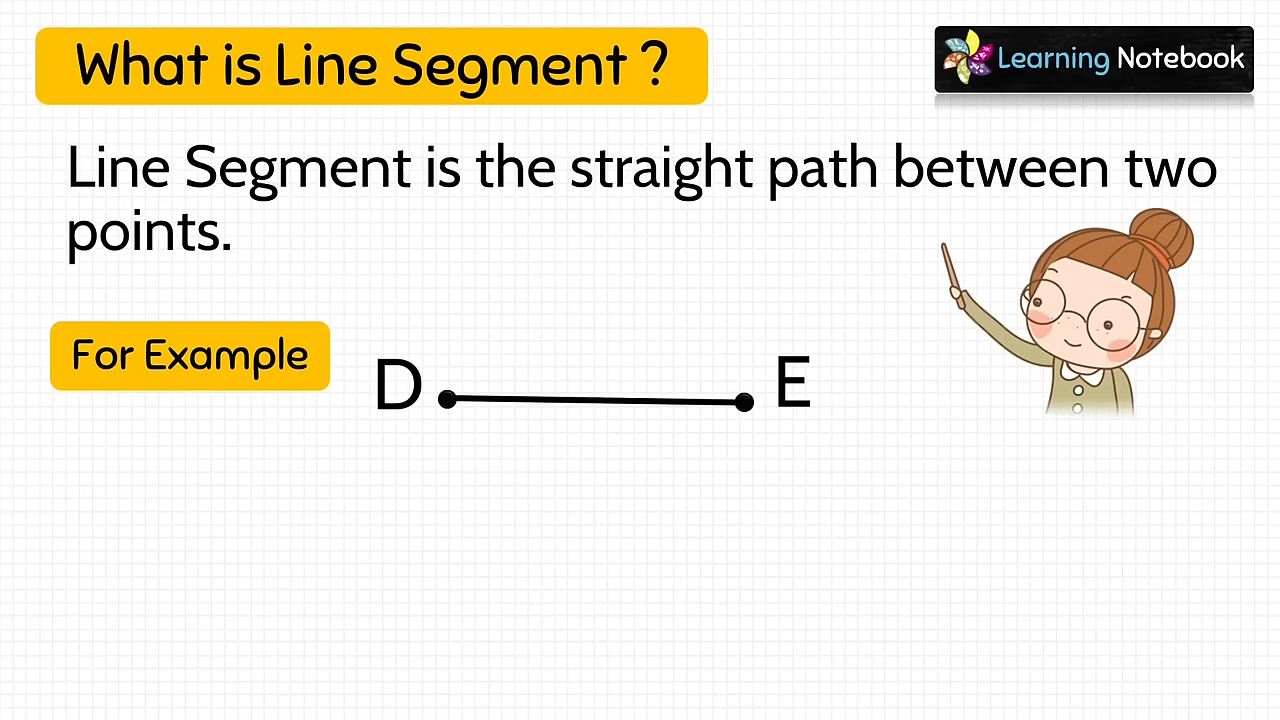 What is Line Segment ?
Learning Notebook
Line Segment is the straight path between two
points.
For Example
D
E